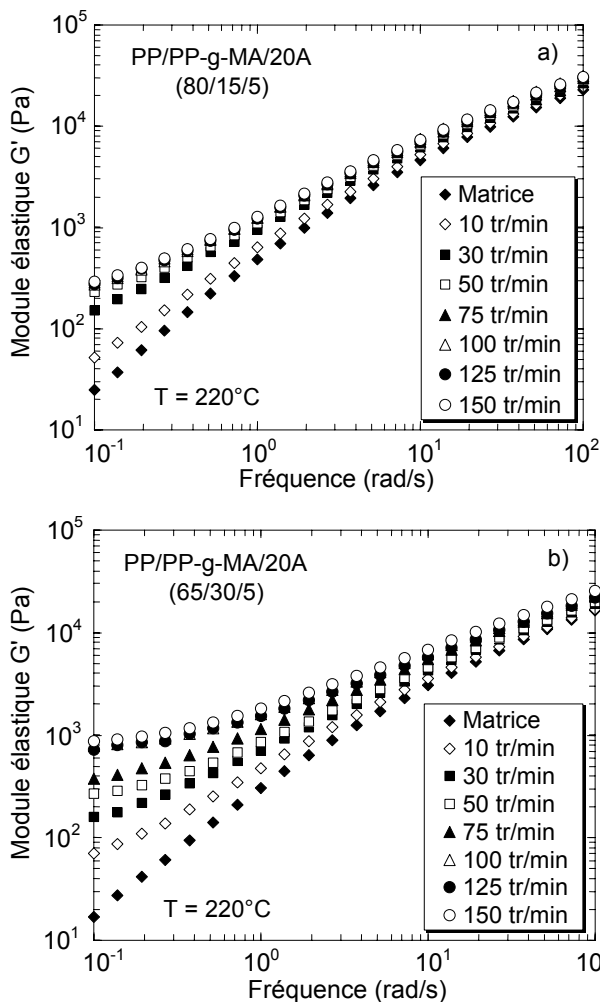 a)
PP/PP-g-MA/20A
(80/15/5)
Module élastique G' (Pa)
10^5
10^4
10^3
10^2
10^1
Matrice
10 tr/min
30 tr/min
50 tr/min
75 tr/min
100 tr/min
125 tr/min
150 tr/min
T = 220°C
10^-1 10^0 10^1 10^2
Fréquence (rad/s)
b)
PP/PP-g-MA/20A
(65/30/5)
Module élastique G' (Pa)
10^5
10^4
10^3
10^2
10^1
Matrice
10 tr/min
30 tr/min
50 tr/min
75 tr/min
100 tr/min
125 tr/min
150 tr/min
T = 220°C
10^-1 10^0 10^1 10
Fréquence (rad/s)